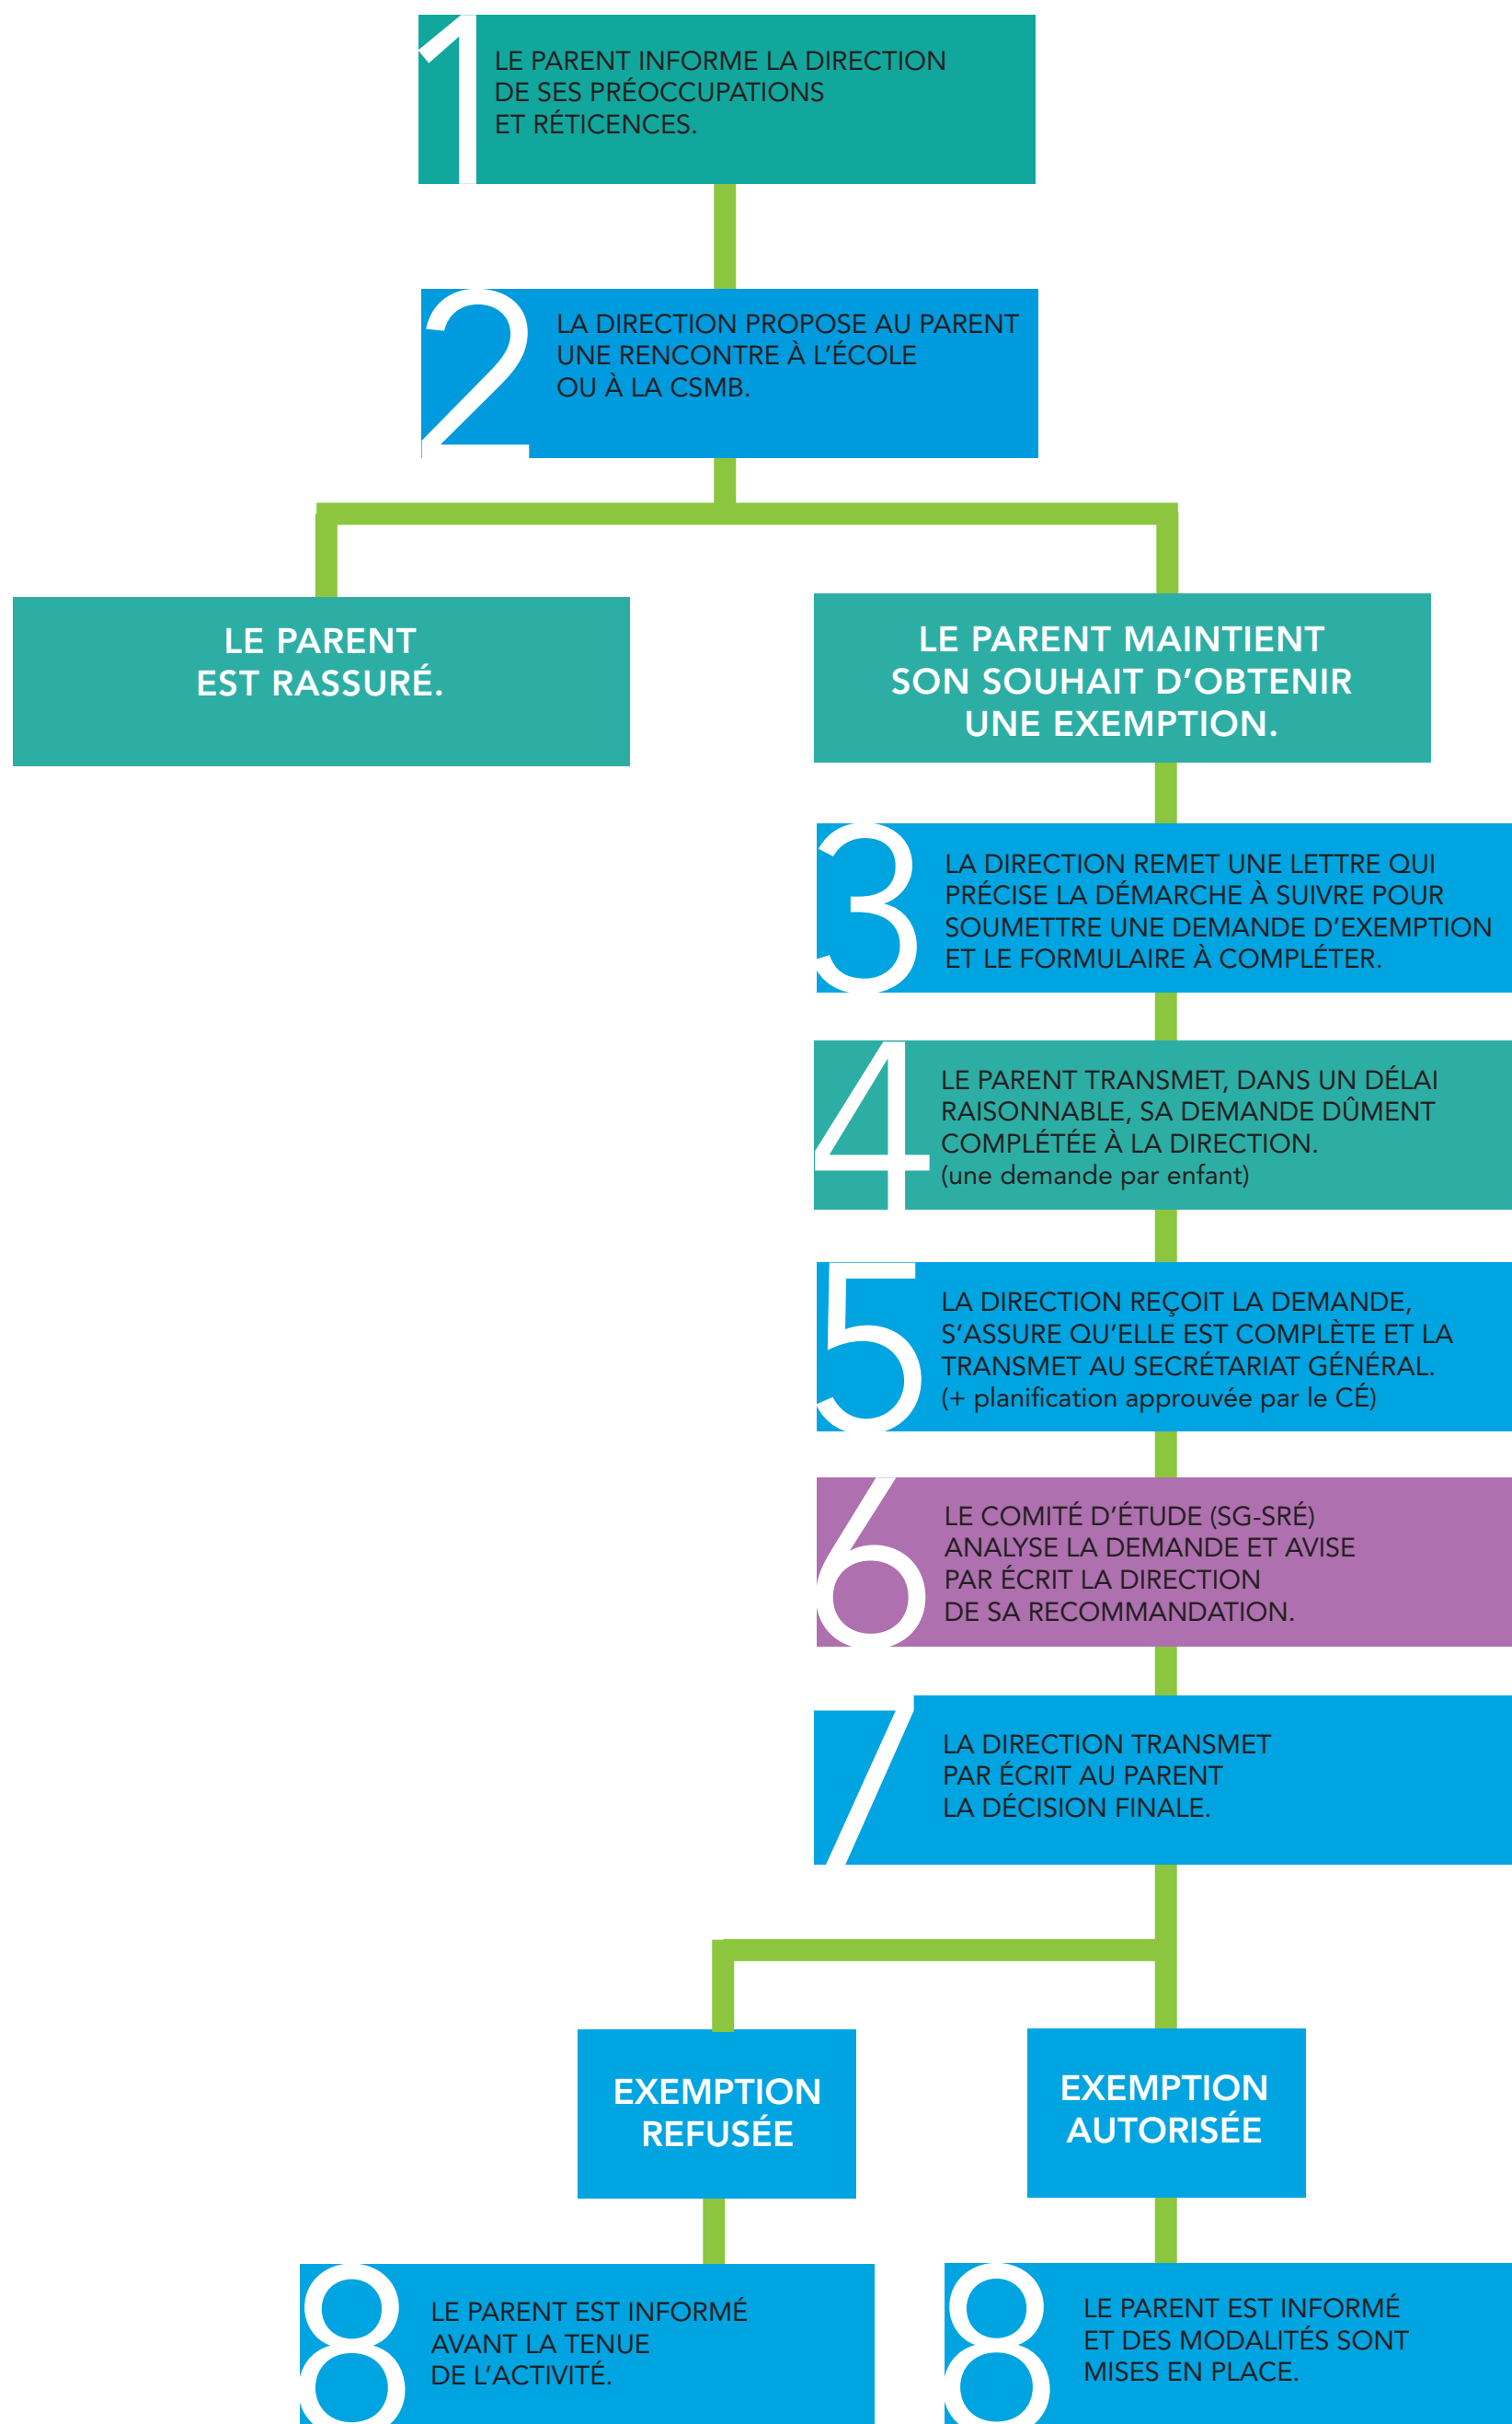 1
LE PARENT INFORME LA DIRECTION
DE SES PRÉOCCUPATIONS
ET RÉTICENCES.
2
LA DIRECTION PROPOSE AU PARENT
UNE RENCONTRE À L’ÉCOLE
OU À LA CSMB.
LE PARENT
EST RASSURÉ.
LE PARENT MAINTIENT
SON SOUHAIT D’OBTENIR
UNE EXEMPTION.
3
LA DIRECTION REMET UNE LETTRE QUI
PRÉCISE LA DÉMARCHE À SUIVRE POUR
SOUMETTRE UNE DEMANDE D’EXEMPTION
ET LE FORMULAIRE À COMPLÉTER.
4
LE PARENT TRANSMET, DANS UN DÉLAI
RAISONNABLE, SA DEMANDE DÛMENT
COMPLÉTÉE À LA DIRECTION.
(une demande par enfant)
5
LA DIRECTION REÇOIT LA DEMANDE,
S’ASSURE QU’ELLE EST COMPLÈTE ET LA
TRANSMET AU SECRÉTARIAT GÉNÉRAL.
(+ planification approuvée par le CÉ)
6
LE COMITÉ D’ÉTUDE (SG-SRÉ)
ANALYSE LA DEMANDE ET AVISE
PAR ÉCRIT LA DIRECTION
DE SA RECOMMANDATION.
7
LA DIRECTION TRANSMET
PAR ÉCRIT AU PARENT
LA DÉCISION FINALE.
EXEMPTION
REFUSÉE
EXEMPTION
AUTORISÉE
8
LE PARENT EST INFORMÉ
AVANT LA TENUE
DE L’ACTIVITÉ.
8
LE PARENT EST INFORMÉ
ET DES MODALITÉS SONT
MISES EN PLACE.